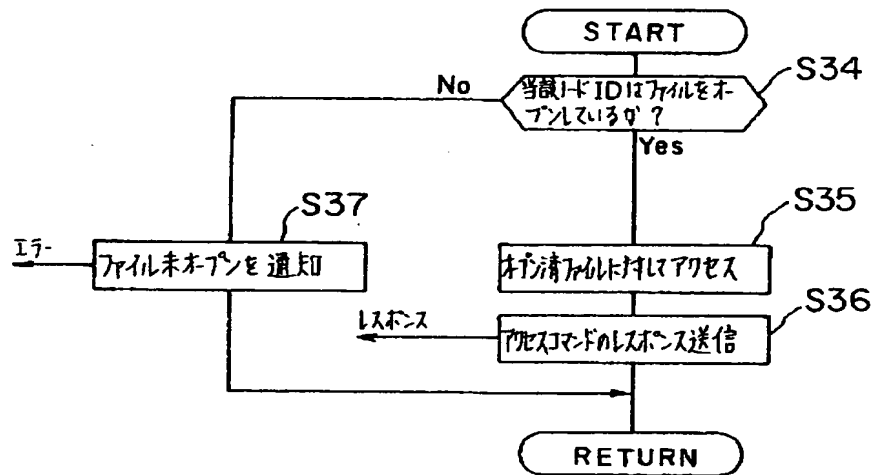 START
S34
No
当該ノードIDはファイルをオー
プンしているか?
Yes
S37
S35
エラー
ファイル未オープンを通知
オープン済ファイルに対してアクセス
レスポンス
S36
アクセスコマンドのレスポンス送信
RETURN